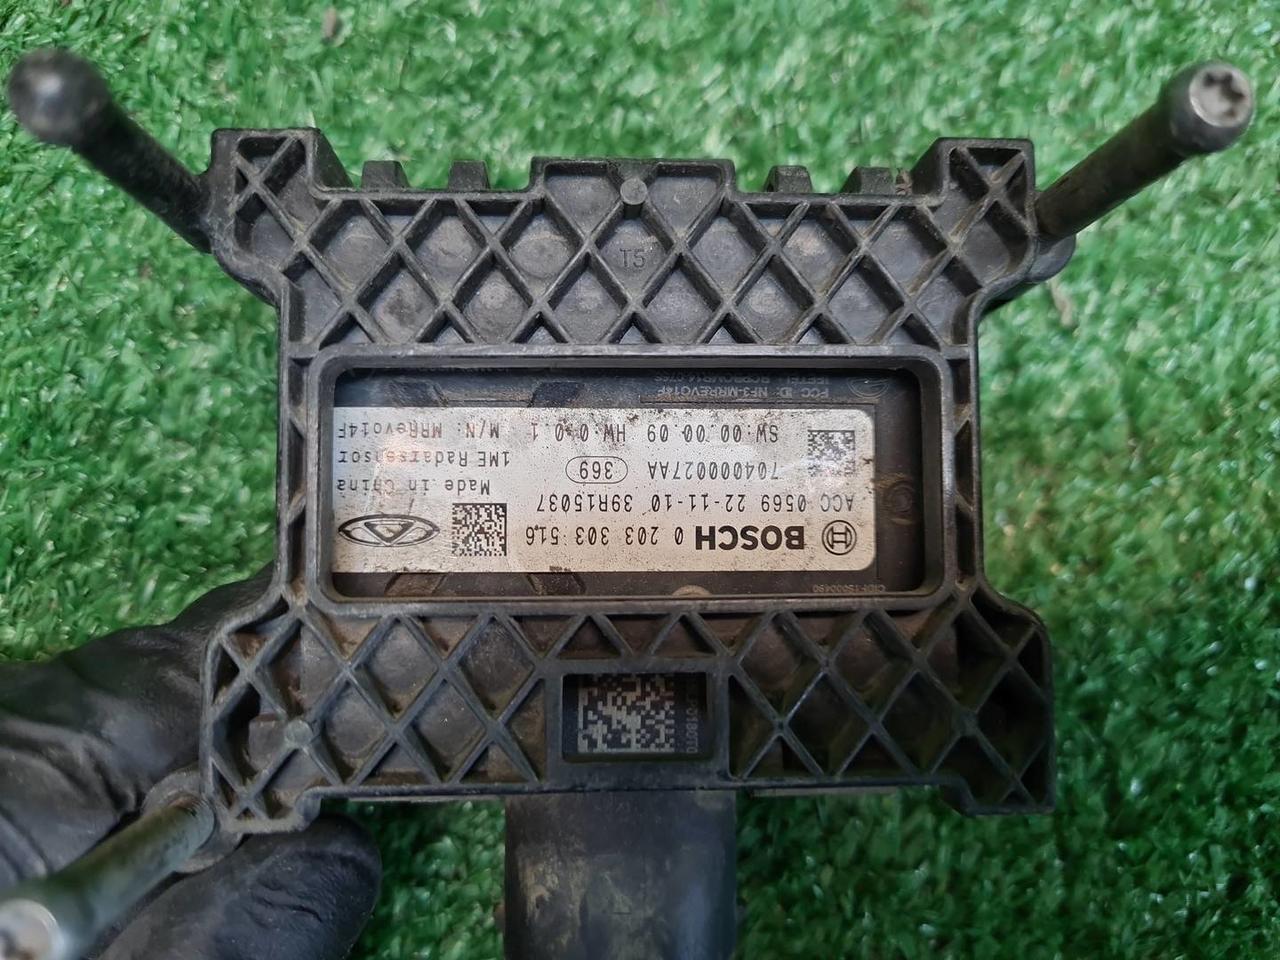 T5
BOSCH 0 203 303 516
ACC 0569 22-11-10 39R15037
704000027AA 369
SW:00.00.09 HW:0.0.1
Made in China
1ME Radarsensor
M/N: MRRevo14F
FCC ID: NF3-MRREVO14F